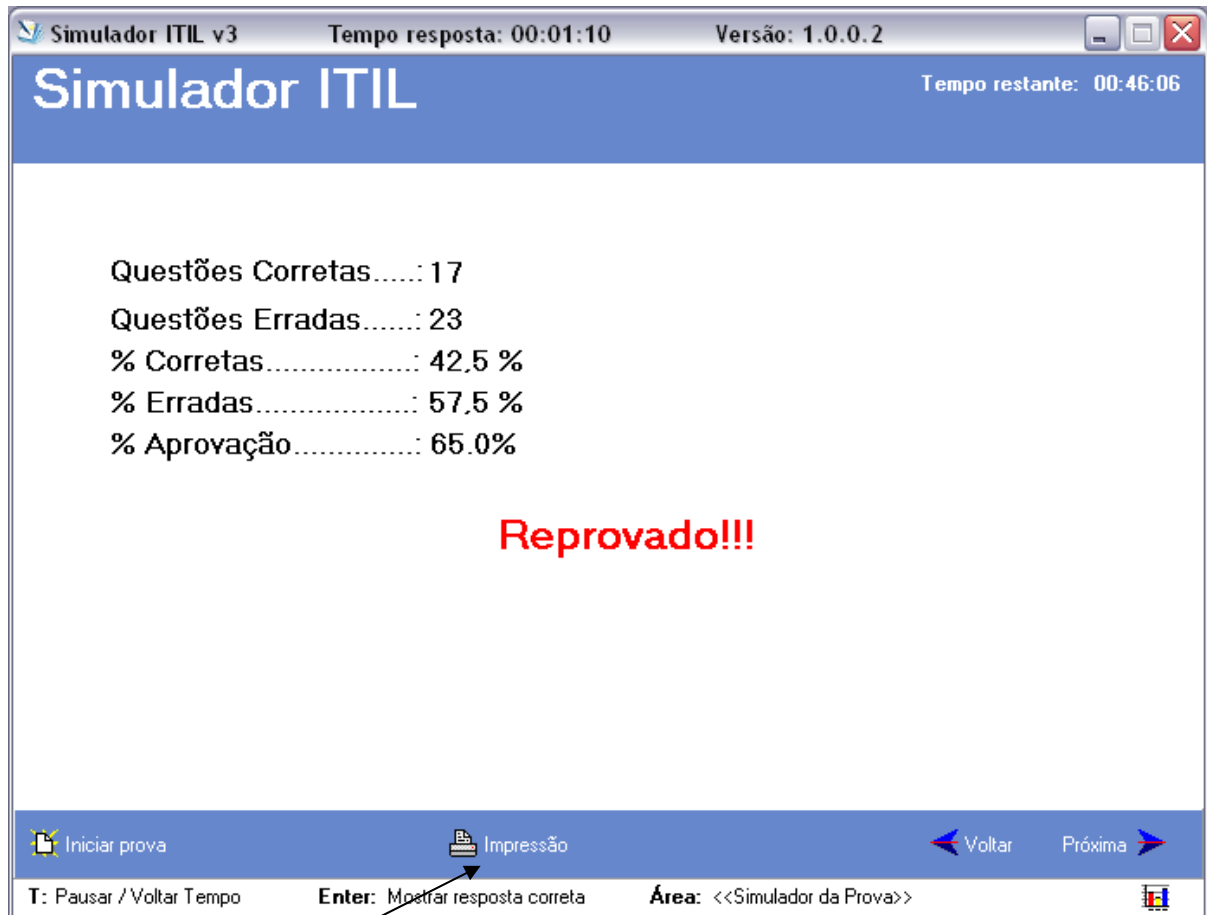 Simulador ITIL v3 Tempo resposta: 00:01:10 Versão: 1.0.0.2
Simulador ITIL
Tempo restante: 00:46:06
Questões Corretas.....: 17
Questões Erradas......: 23
% Corretas.................: 42,5 %
% Erradas..................: 57,5 %
% Aprovação..............: 65.0%
Reprovado!!!
Iniciar prova Impressão Voltar Próxima
T: Pausar / Voltar Tempo Enter: Mostrar resposta correta Área: <<Simulador da Prova>>